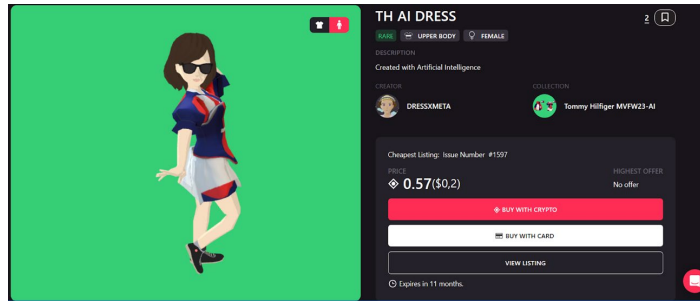 TH AI DRESS
2
RARE
UPPER BODY
FEMALE
DESCRIPTION
Created with Artificial Intelligence
CREATOR
COLLECTION
DRESSXMETA
Tommy Hilfiger MVFW23-AI
Cheapest Listing: Issue Number #1597
PRICE
HIGHEST OFFER
0.57($0,2)
No offer
BUY WITH CRYPTO
BUY WITH CARD
VIEW LISTING
Expires in 11 months.